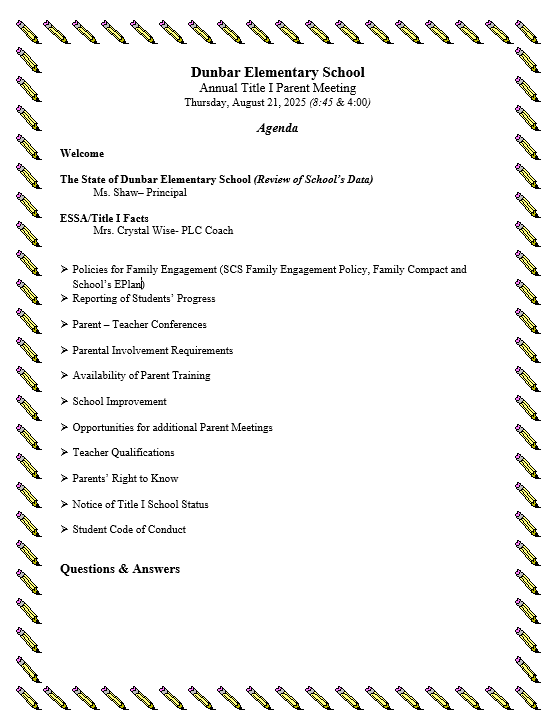 Dunbar Elementary School
Annual Title I Parent Meeting
Thursday, August 21, 2025 (8:45 & 4:00)
Agenda
Welcome
The State of Dunbar Elementary School (Review of School's Data)
Ms. Shaw– Principal
ESSA/Title I Facts
Mrs. Crystal Wise- PLC Coach
➢ Policies for Family Engagement (SCS Family Engagement Policy, Family Compact and
School's EPlan)
➢ Reporting of Students' Progress
➢ Parent – Teacher Conferences
➢ Parental Involvement Requirements
➢ Availability of Parent Training
➢ School Improvement
➢ Opportunities for additional Parent Meetings
➢ Teacher Qualifications
➢ Parents' Right to Know
➢ Notice of Title I School Status
➢ Student Code of Conduct
Questions & Answers